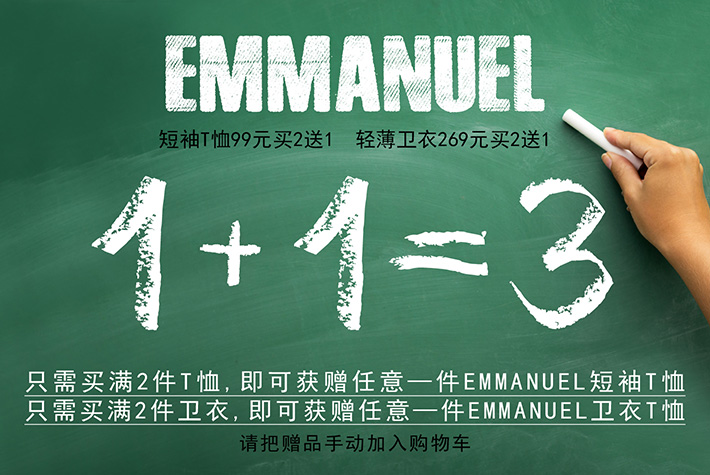 EMMANUEL
短袖T恤99元买2送1 轻薄卫衣269元买2送1
1+1=3
只需买满2件T恤,即可获赠任意一件EMMANUEL短袖T恤
只需买满2件卫衣,即可获赠任意一件EMMANUEL卫衣T恤
请把赠品手动加入购物车